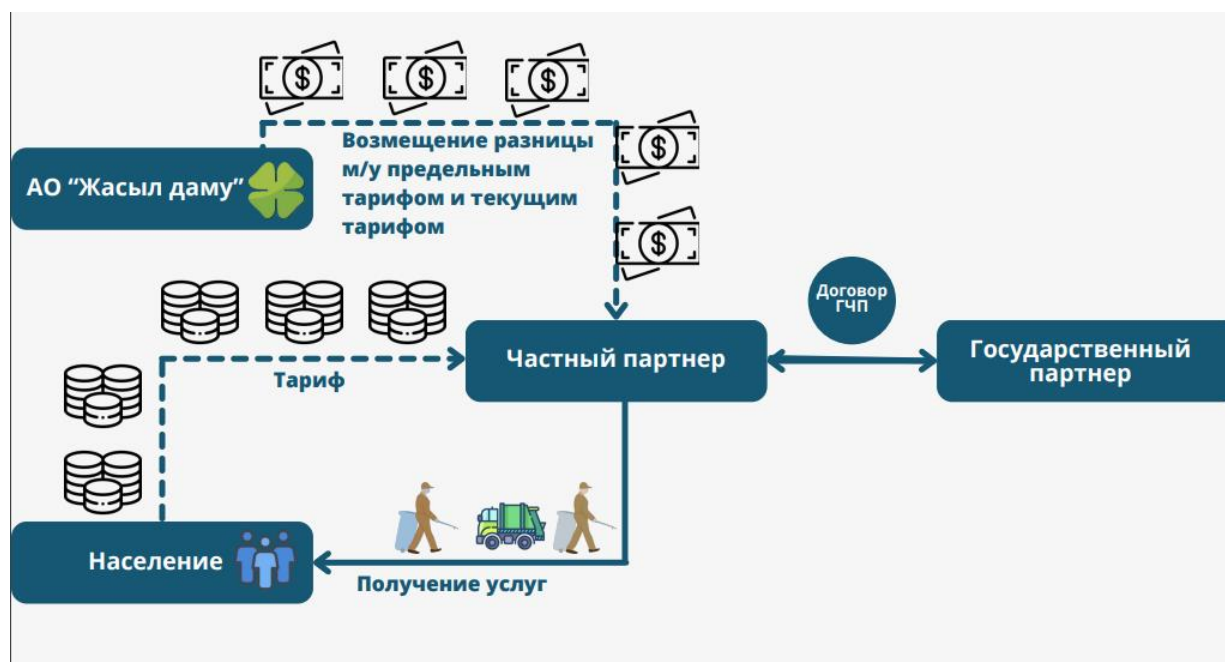 АО “Жасыл даму”
Возмещение разницы
м/у предельным
тарифом и текущим
тарифом
Договор
ГЧП
Частный партнер
Государственный
партнер
Тариф
Население
Получение услуг